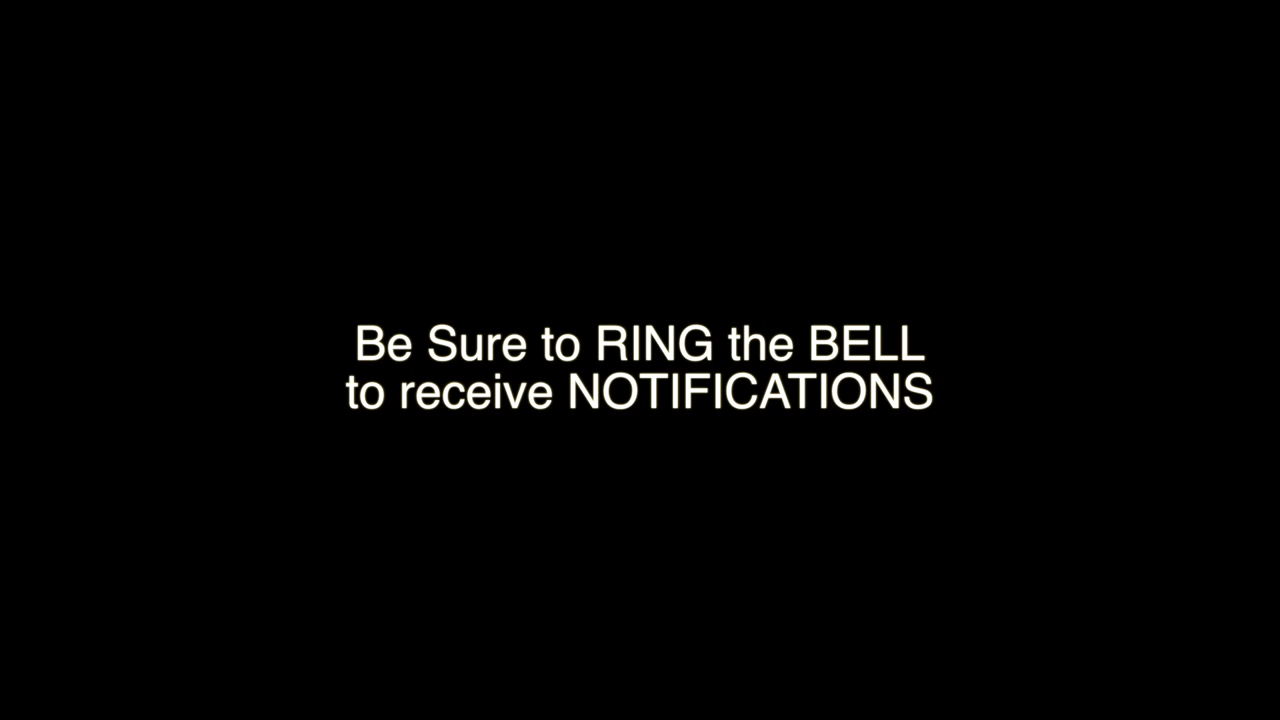 Be Sure to RING the BELL
to receive NOTIFICATIONS